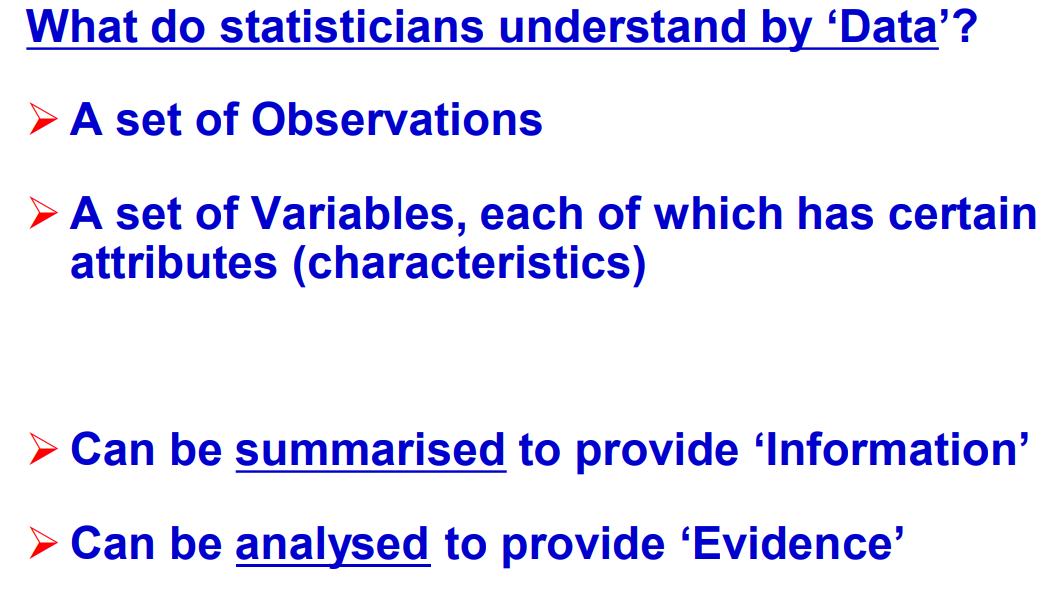 What do statisticians understand by ‘Data’?
A set of Observations
A set of Variables, each of which has certain
attributes (characteristics)
Can be summarised to provide ‘Information’
Can be analysed to provide ‘Evidence’